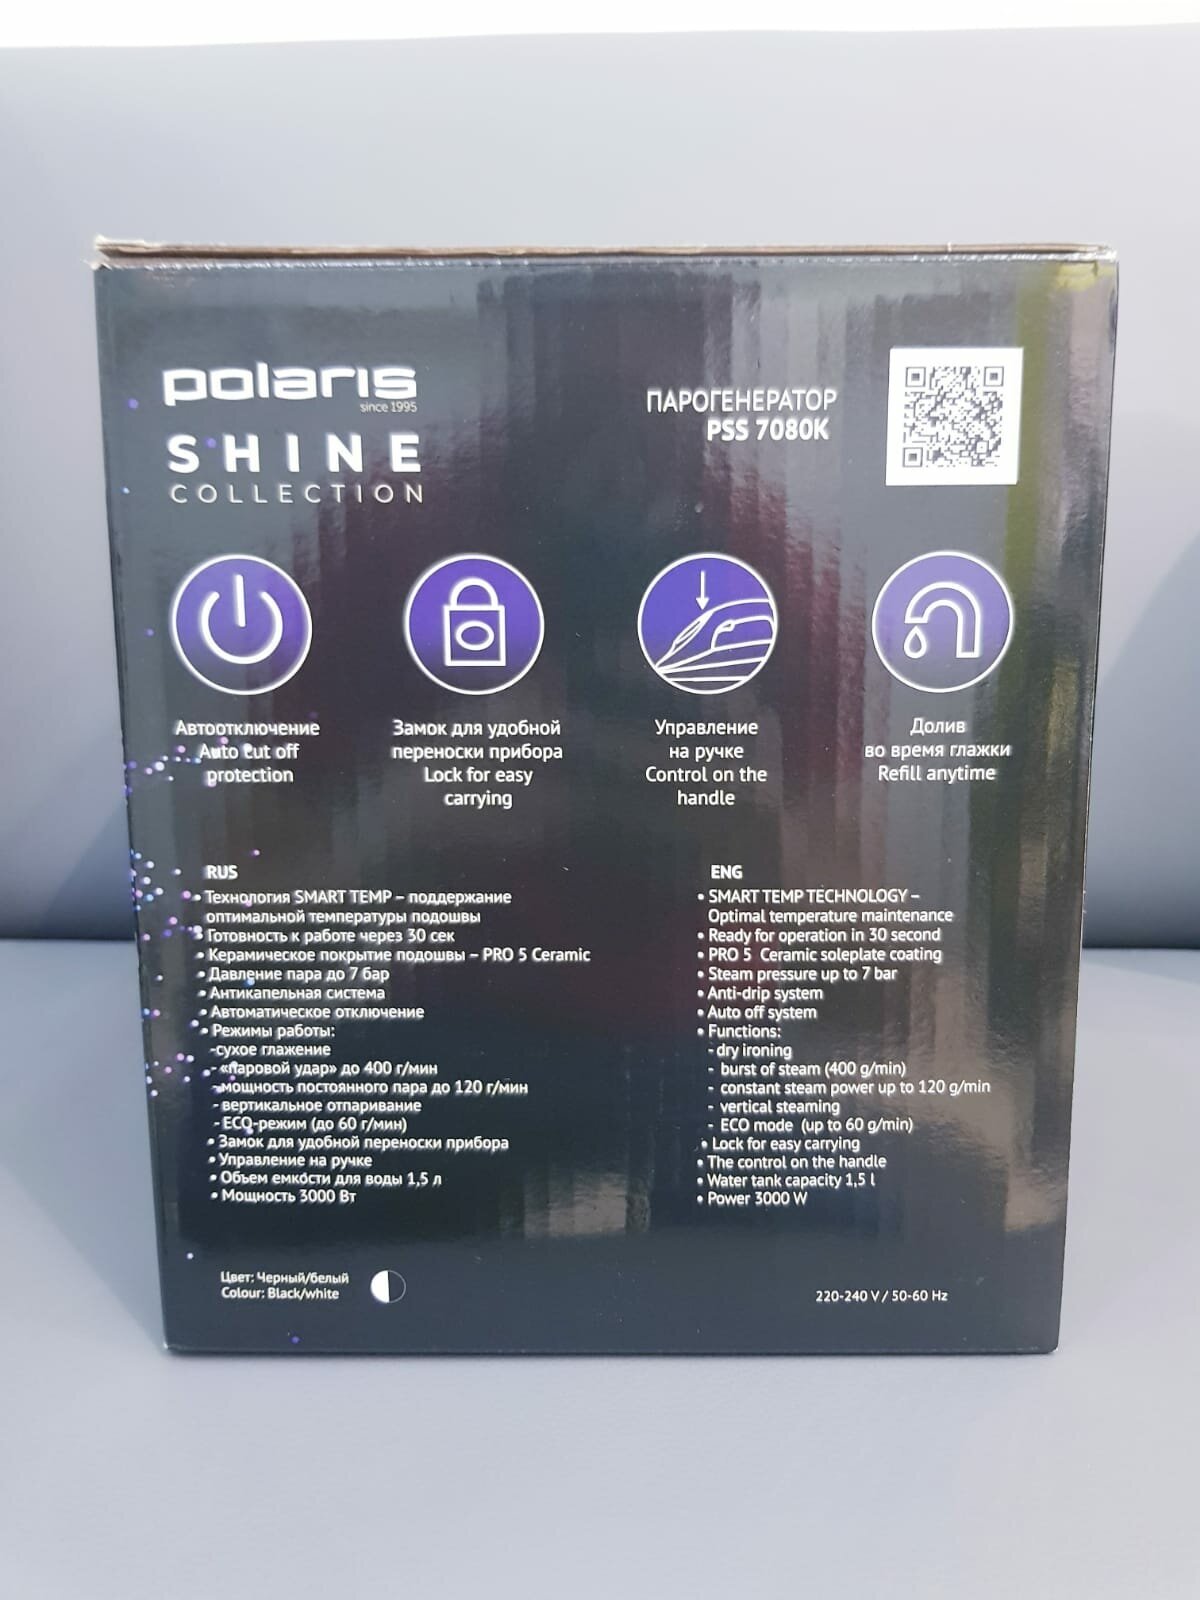 polaris
since 1995
SHINE
COLLECTION
ПАРОГЕНЕРАТОР
PSS 7080K
Автоотключение
Auto cut off
protection
Замок для удобной
переноски прибора
Lock for easy
carrying
Управление
на ручке
Control on the
handle
Долив
во время глажки
Refill anytime
RUS
• Технология SMART TEMP – поддержание
оптимальной температуры подошвы
• Готовность к работе через 30 сек
• Керамическое покрытие подошвы – PRO 5 Ceramic
• Давление пара до 7 бар
• Антикапельная система
• Автоматическое отключение
• Режимы работы:
-сухое глажение
- «паровой удар» до 400 г/мин
-мощность постоянного пара до 120 г/мин
- вертикальное отпаривание
- ECO-режим (до 60 г/мин)
• Замок для удобной переноски прибора
• Управление на ручке
• Объем емкости для воды 1,5 л
• Мощность 3000 Вт
ENG
• SMART TEMP TECHNOLOGY –
Optimal temperature maintenance
• Ready for operation in 30 second
• PRO 5 Ceramic soleplate coating
• Steam pressure up to 7 bar
• Anti-drip system
• Auto off system
• Functions:
- dry ironing
- burst of steam (400 g/min)
- constant steam power up to 120 g/min
- vertical steaming
- ECO mode (up to 60 g/min)
• Lock for easy carrying
• The control on the handle
• Water tank capacity 1,5 l
• Power 3000 W
Цвет: Черный/белый
Colour: Black/white
220-240 V / 50-60 Hz